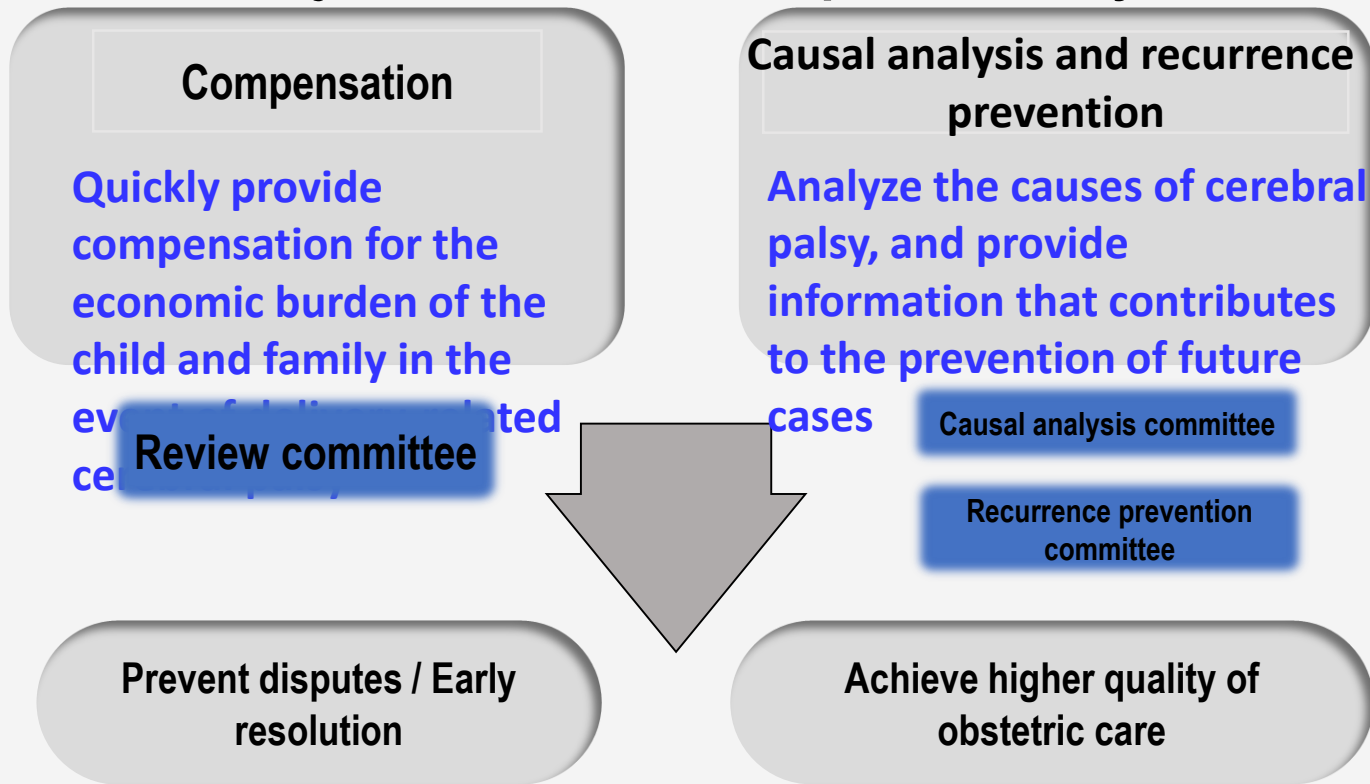 Compensation
Quickly provide
compensation for the
economic burden of the
child and family in the
Review committee
Causal analysis and recurrence
prevention
Analyze the causes of cerebral
palsy, and provide
information that contributes
to the prevention of future
cases
Causal analysis committee
Recurrence prevention
committee
Prevent disputes / Early
resolution
Achieve higher quality of
obstetric care